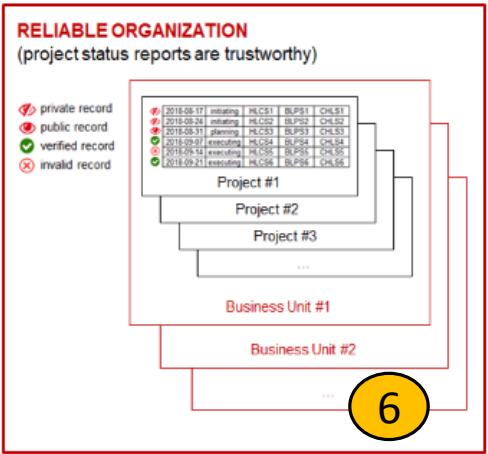 RELIABLE ORGANIZATION
(project status reports are trustworthy)
private record
public record
verified record
invalid record
2018-08-17 initiating HLCS1 BLPS1 CHLS1
2018-08-24 initiating HLCS2 BLPS2 CHLS2
2018-08-31 planning HLCS3 BLPS3 CHLS3
2018-09-07 executing HLCS4 BLPS4 CHLS4
2018-09-14 executing HLCS5 BLPS5 CHLS5
2018-09-21 executing HLCS6 BLPS6 CHLS6
Project #1
Project #2
Project #3
...
Business Unit #1
Business Unit #2
...
6